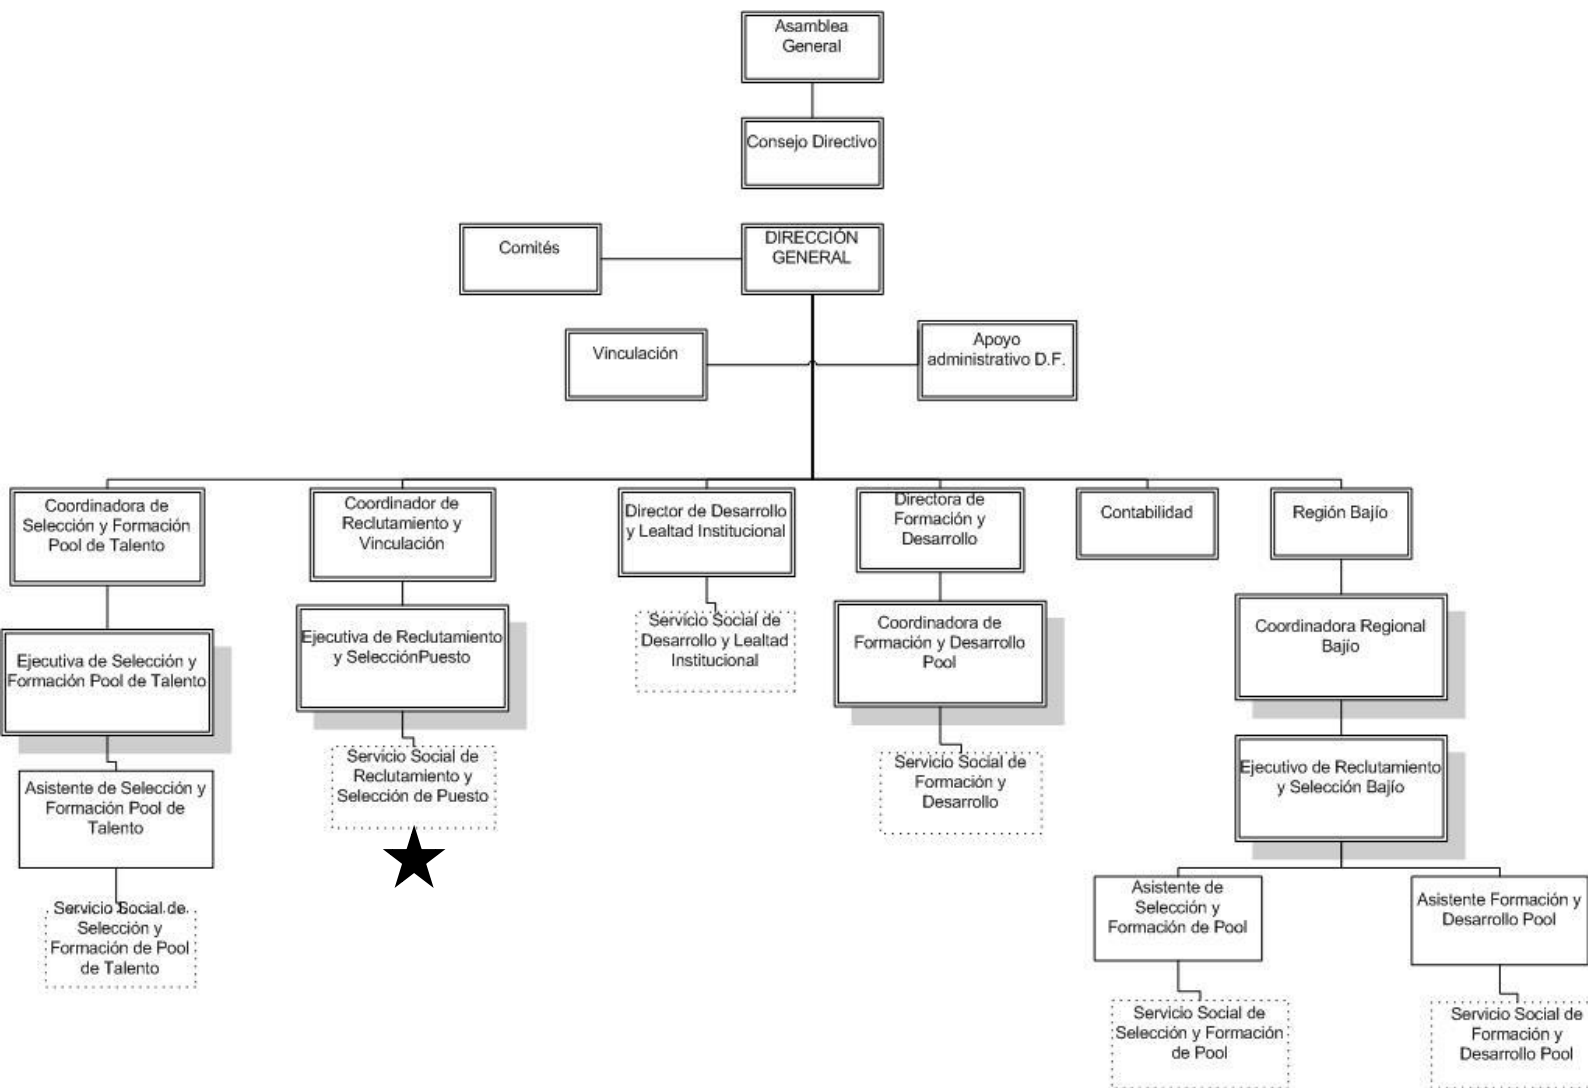 Asamblea
General
Consejo Directivo
Comités
DIRECCIÓN
GENERAL
Vinculación
Apoyo
administrativo D.F.
Coordinadora de
Selección y Formación
Pool de Talento
Coordinador de
Reclutamiento y
Vinculación
Director de Desarrollo
y Lealtad Institucional
Directora de
Formación y
Desarrollo
Contabilidad
Región Bajío
Ejecutiva de Selección y
Formación Pool de Talento
Ejecutiva de Reclutamiento
y SelecciónPuesto
Servicio Social de
Desarrollo y Lealtad
Institucional
Coordinadora de
Formación y Desarrollo
Pool
Coordinadora Regional
Bajío
Asistente de Selección y
Formación Pool de
Talento
Servicio Social de
Reclutamiento y
Selección de Puesto
Servicio Social de
Formación y
Desarrollo
Ejecutivo de Reclutamiento
y Selección Bajío
Servicio Social de
Selección y
Formación de Pool
de Talento
Asistente de
Selección y
Formación de Pool
Asistente Formación y
Desarrollo Pool
Servicio Social de
Selección y Formación
de Pool
Servicio Social de
Formación y
Desarrollo Pool